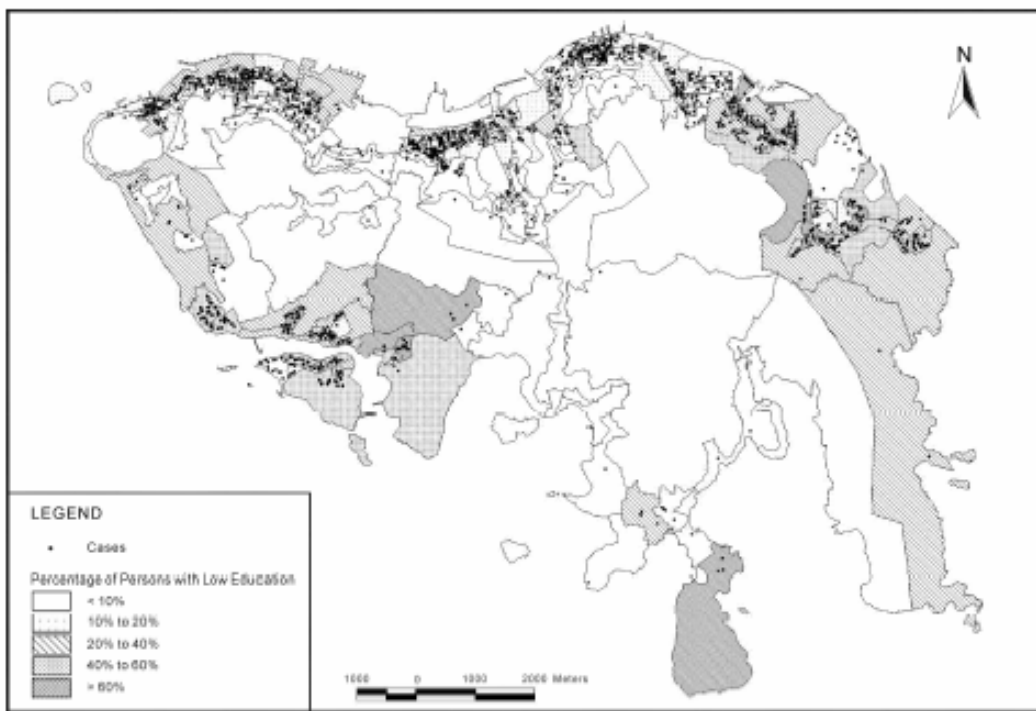 N
LEGEND
Cases
Percentage of Persons with Low Education
< 10%
10% to 20%
20% to 40%
40% to 60%
> 60%
1000 0 1000 2000 Meters